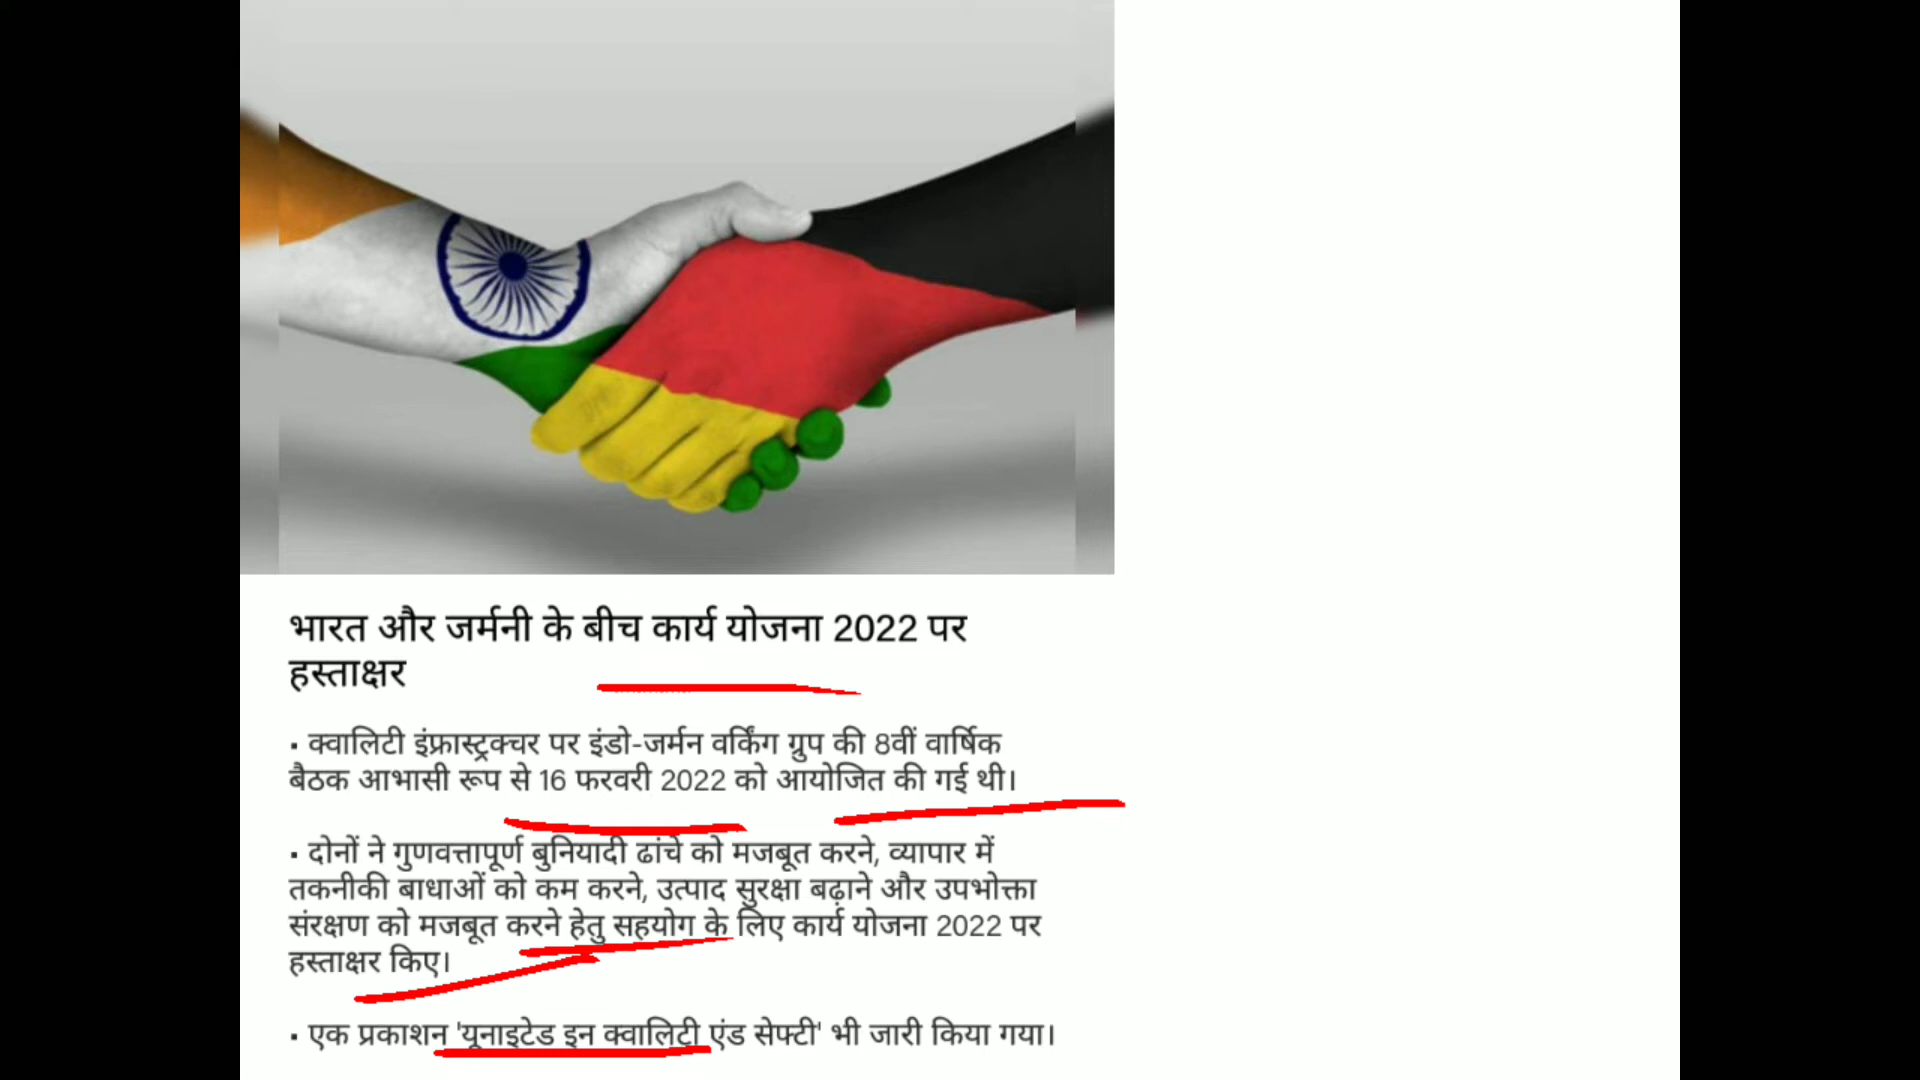 भारत और जर्मनी के बीच कार्य योजना 2022 पर
हस्ताक्षर
▪ क्वालिटी इंफ्रास्ट्रक्चर पर इंडो-जर्मन वर्किंग ग्रुप की 8वीं वार्षिक
बैठक आभासी रूप से 16 फरवरी 2022 को आयोजित की गई थी।
▪ दोनों ने गुणवत्तापूर्ण बुनियादी ढांचे को मजबूत करने, व्यापार में
तकनीकी बाधाओं को कम करने, उत्पाद सुरक्षा बढ़ाने और उपभोक्ता
संरक्षण को मजबूत करने हेतु सहयोग के लिए कार्य योजना 2022 पर
हस्ताक्षर किए।
▪ एक प्रकाशन 'यूनाइटेड इन क्वालिटी एंड सेफ्टी' भी जारी किया गया।